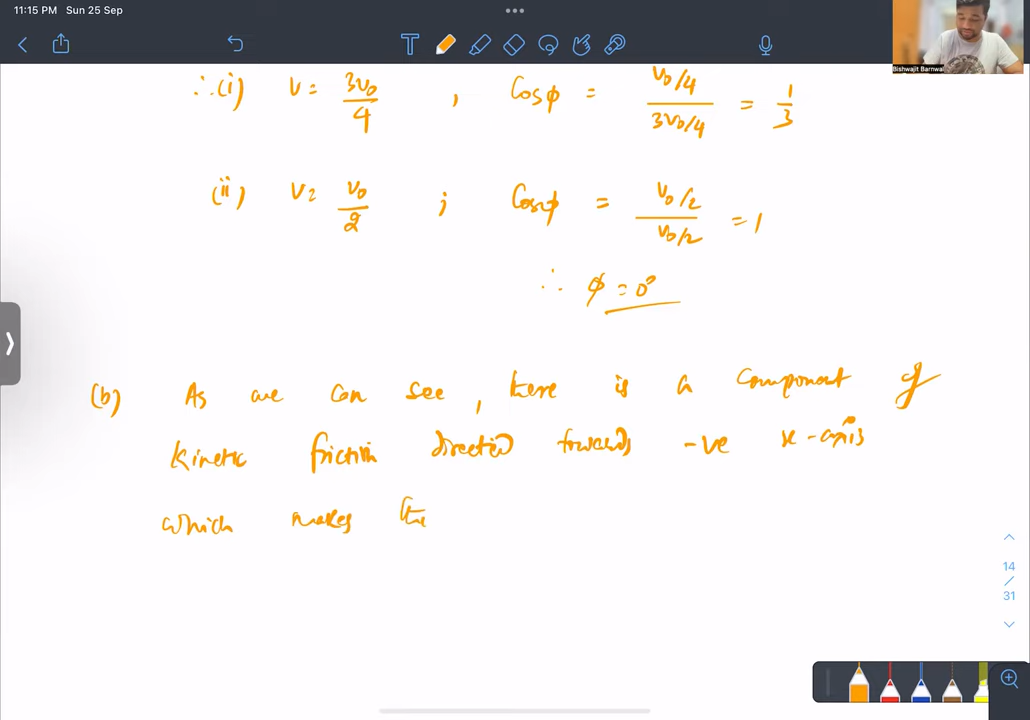 11:15 PM Sun 25 Sep
Bishwajit Barnwal
∴(i) v = 3v₀/4 , Cosϕ = (v₀/4)/(3v₀/4) = 1/3
(ii) v = v₀/2 ; Cosϕ = (v₀/2)/(v₀/2) = 1
∴ ϕ = 0°
(b) As we can see, there is a component of
kinetic friction directed towards -ve x-axis
which makes the
14
/
31